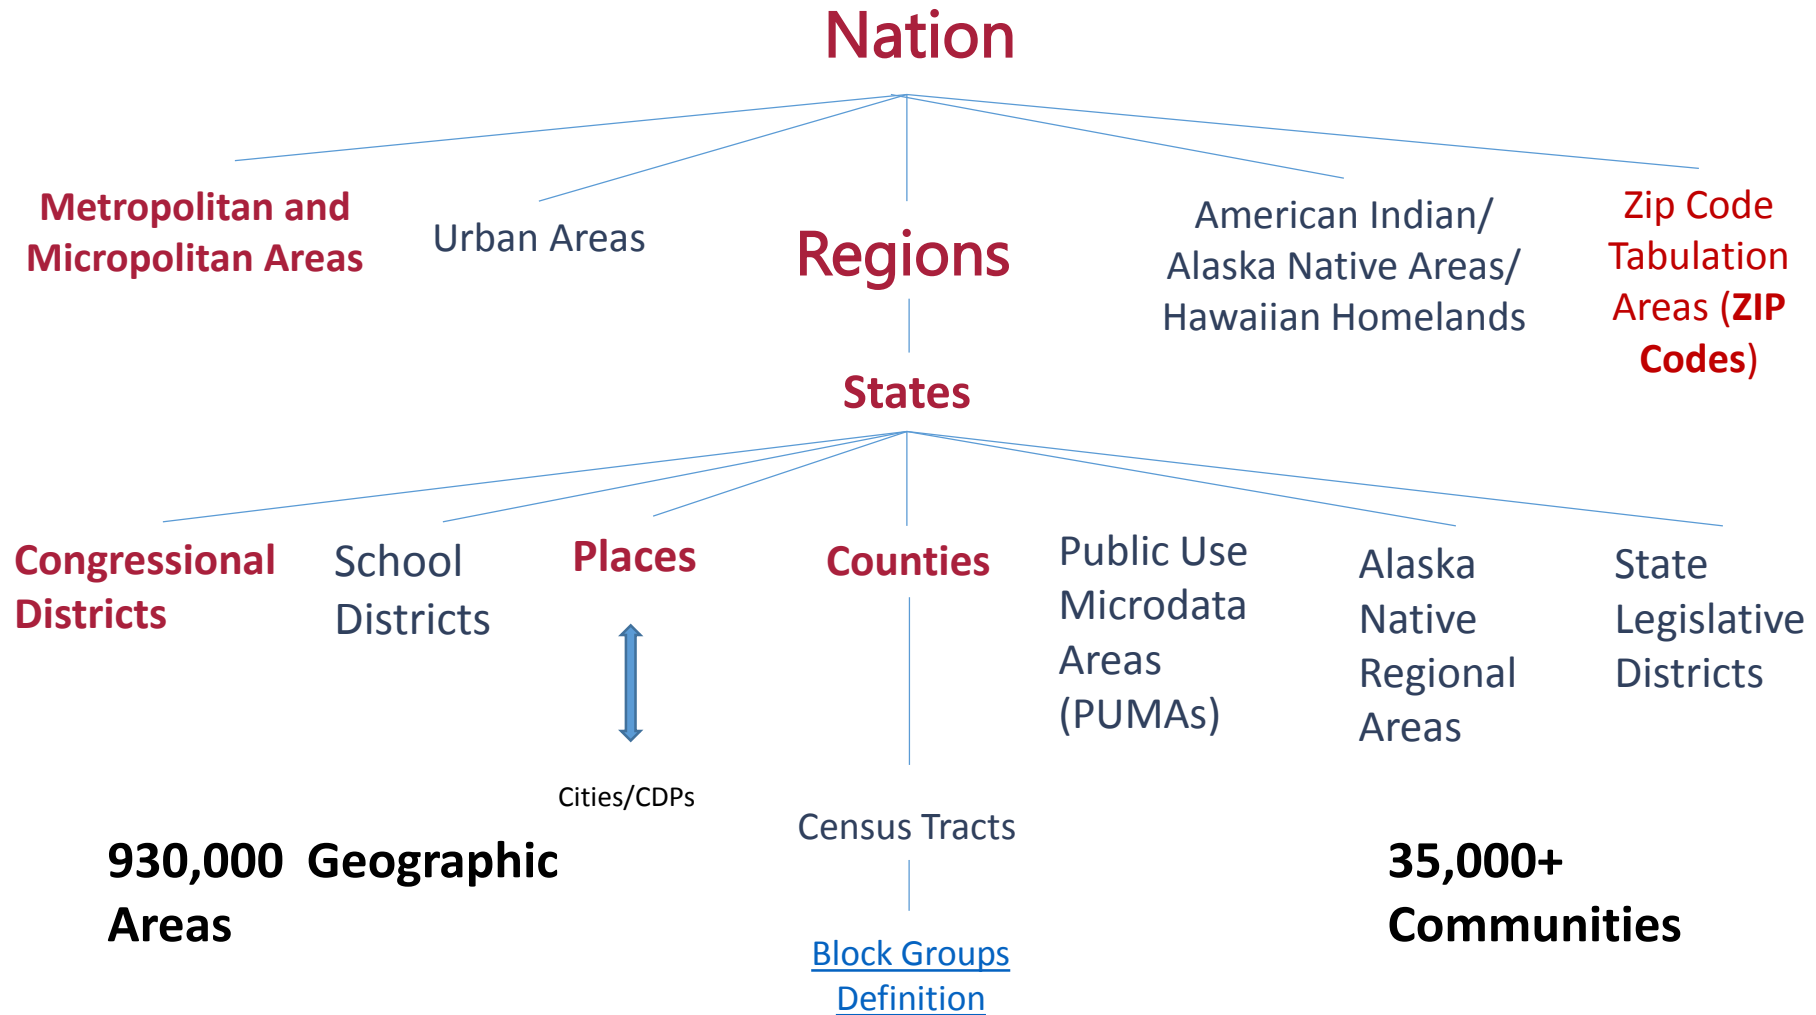 Nation
Metropolitan and
Micropolitan Areas
Urban Areas
Regions
American Indian/
Alaska Native Areas/
Hawaiian Homelands
Zip Code
Tabulation
Areas (ZIP
Codes)
States
Congressional
Districts
School
Districts
Places
Counties
Public Use
Microdata
Areas
(PUMAs)
Alaska
Native
Regional
Areas
State
Legislative
Districts
Cities/CDPs
Census Tracts
930,000  Geographic
Areas
35,000+
Communities
Block Groups
Definition